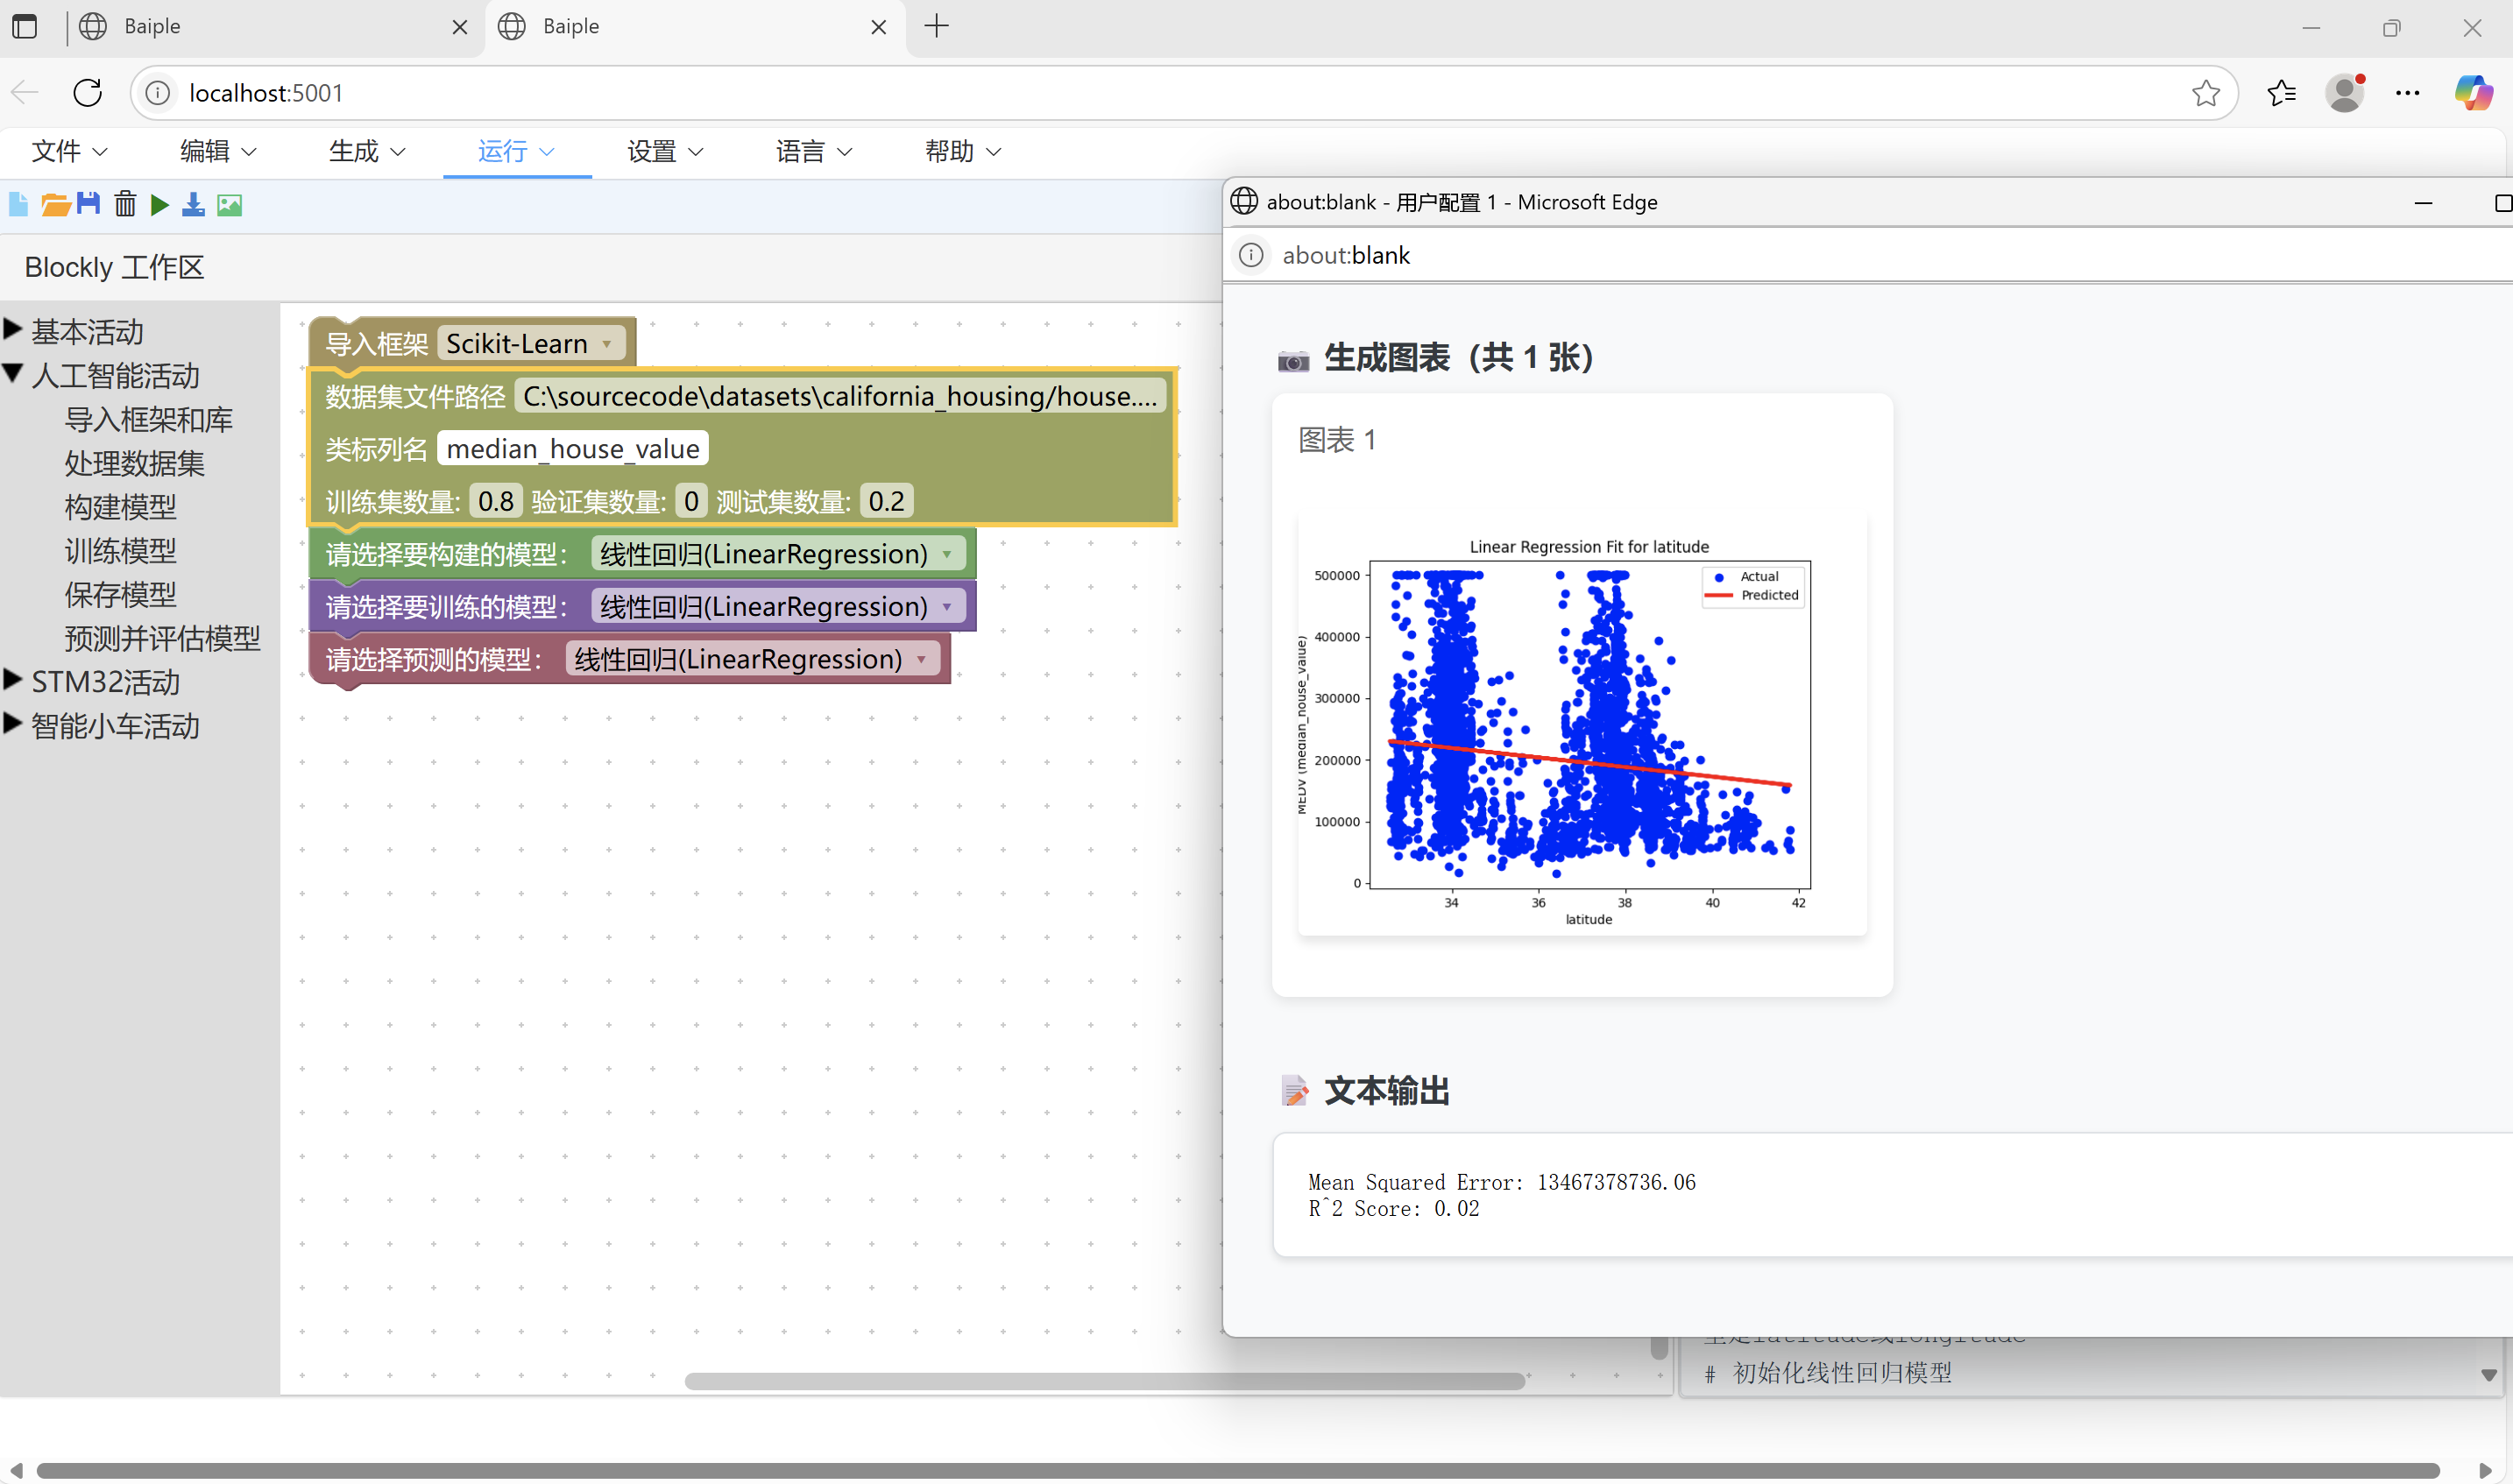 Baiple
Baiple
localhost:5001
文件
编辑
生成
运行
设置
语言
帮助
about:blank - 用户配置 1 - Microsoft Edge
about:blank
Blockly 工作区
基本活动
人工智能活动
导入框架和库
处理数据集
构建模型
训练模型
保存模型
预测并评估模型
STM32活动
智能小车活动
导入框架 Scikit-Learn
数据集文件路径 C:\sourcecode\datasets\california_housing/house....
类标列名 median_house_value
训练集数量: 0.8 验证集数量: 0 测试集数量: 0.2
请选择要构建的模型： 线性回归(LinearRegression)
请选择要训练的模型： 线性回归(LinearRegression)
请选择预测的模型： 线性回归(LinearRegression)
生成图表（共 1 张）
图表 1
Linear Regression Fit for latitude
Actual
Predicted
MEDV (median_house_value)
500000
400000
300000
200000
100000
0
34 36 38 40 42
latitude
文本输出
Mean Squared Error: 13467378736.06
R^2 Score: 0.02
# 初始化线性回归模型